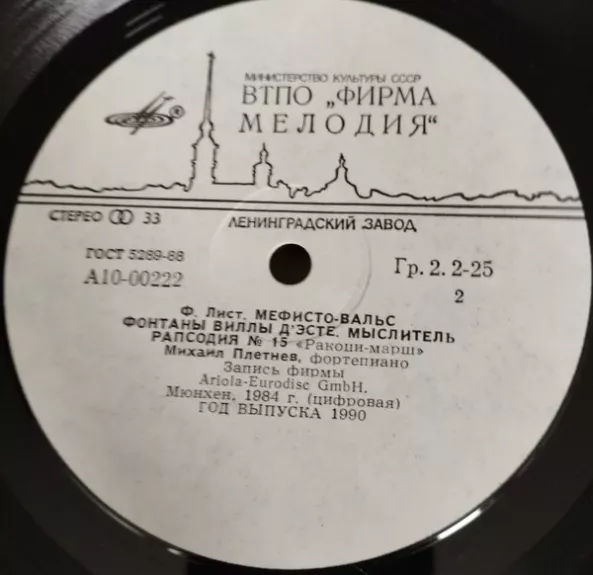 МИНИСТЕРСТВО КУЛЬТУРЫ СССР
ВТПО „ФИРМА
МЕЛОДИЯ"
СТЕРЕО 33
ЛЕНИНГРАДСКИЙ ЗАВОД
ГОСТ 5289-88
А10-00222
Гр. 2. 2-25
2
Ф. Лист. МЕФИСТО-ВАЛЬС
ФОНТАНЫ ВИЛЛЫ Д'ЭСТЕ. МЫСЛИТЕЛЬ
РАПСОДИЯ № 15 «Ракоци-марш»
Михаил Плетнев, фортепиано
Запись фирмы
Ariola-Eurodisc GmbH.
Мюнхен, 1984 г. (цифровая)
ГОД ВЫПУСКА 1990